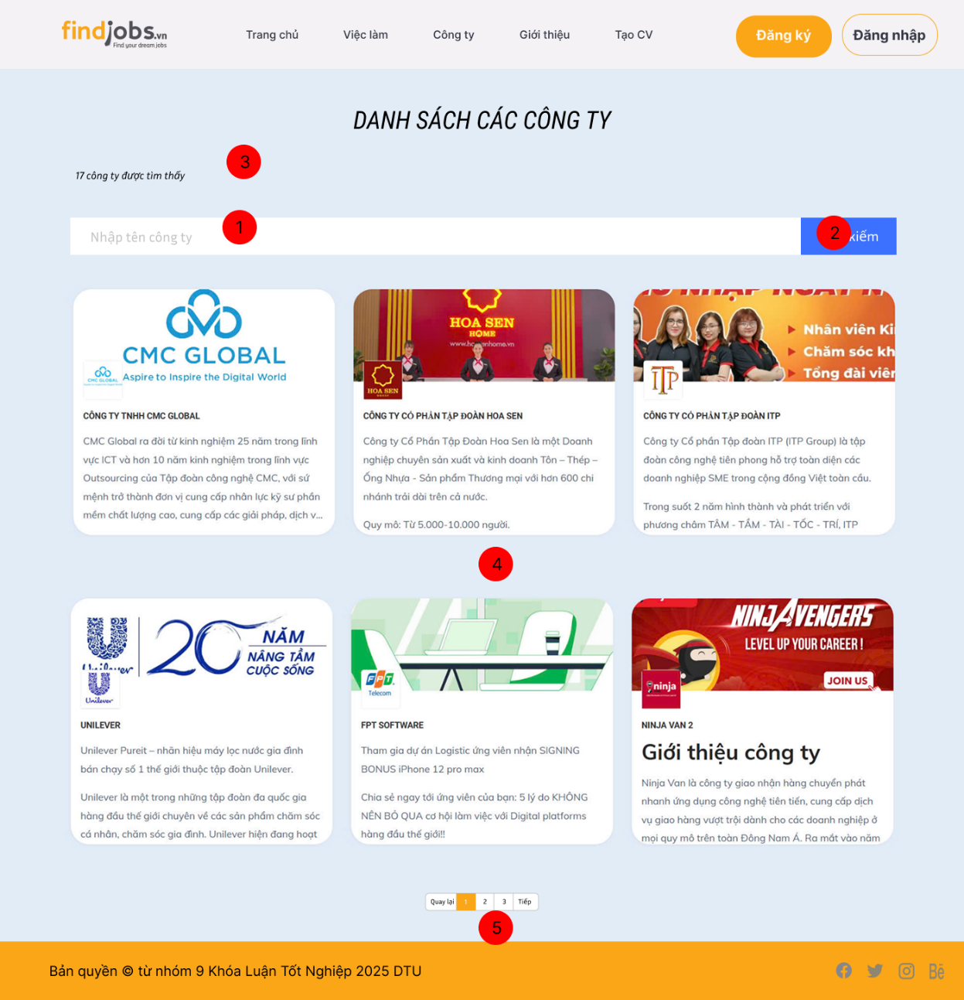 findjobs.vn
Find your dream jobs
Trang chủ
Việc làm
Công ty
Giới thiệu
Tạo CV
Đăng ký
Đăng nhập
DANH SÁCH CÁC CÔNG TY
3
17 công ty được tìm thấy
1
Nhập tên công ty
2
kiếm
CMC GLOBAL
Aspire to Inspire the Digital World
CMC GLOBAL
CÔNG TY TNHH CMC GLOBAL
CMC Global ra đời từ kinh nghiệm 25 năm trong lĩnh
vực ICT và hơn 10 năm kinh nghiệm trong lĩnh vực
Outsourcing của Tập đoàn công nghệ CMC, với sứ
mệnh trở thành đơn vị cung cấp nhân lực kỹ sư phần
mềm chất lượng cao, cung cấp các giải pháp, dịch v...
HOA SEN
HOME
HOA SEN
GROUP
CÔNG TY CỔ PHẦN TẬP ĐOÀN HOA SEN
Công ty Cổ Phần Tập Đoàn Hoa Sen là một Doanh
nghiệp chuyên sản xuất và kinh doanh Tôn – Thép –
Ống Nhựa - Sản phẩm Thương mại với hơn 600 chi
nhánh trải dài trên cả nước.
Quy mô: Từ 5.000-10.000 người.
Nhân viên Ki
Chăm sóc kh
Tổng đài viên
ITP
CÔNG TY CỔ PHẦN TẬP ĐOÀN ITP
Công ty Cổ phần Tập đoàn ITP (ITP Group) là tập
đoàn công nghệ tiên phong hỗ trợ toàn diện các
doanh nghiệp SME trong cộng đồng Việt toàn cầu.
Trong suốt 2 năm hình thành và phát triển với
phương châm TÂM - TẦM - TÀI - TỐC - TRÍ, ITP
4
Unilever
20 NĂM
NÂNG TẦM
CUỘC SỐNG
Unilever
UNILEVER
Unilever Pureit – nhãn hiệu máy lọc nước gia đình
bán chạy số 1 thế giới thuộc tập đoàn Unilever.
Unilever là một trong những tập đoàn đa quốc gia
hàng đầu thế giới chuyên về các sản phẩm chăm sóc
cá nhân, chăm sóc gia đình. Unilever hiện đang hoạt
FPT
Telecom
FPT SOFTWARE
Tham gia dự án Logistic ứng viên nhận SIGNING
BONUS iPhone 12 pro max
Chia sẻ ngay tới ứng viên của bạn: 5 lý do KHÔNG
NÊN BỎ QUA cơ hội làm việc với Digital platforms
hàng đầu thế giới!!
NINJAVENGERS
LEVEL UP YOUR CAREER !
JOIN US
ninja
NINJA VAN 2
Giới thiệu công ty
Ninja Van là công ty giao nhận hàng chuyển phát
nhanh ứng dụng công nghệ tiên tiến, cung cấp dịch
vụ giao hàng vượt trội dành cho các doanh nghiệp ở
mọi quy mô trên toàn Đông Nam Á. Ra mắt vào năm
Quay lại
1
2
3
Tiếp
5
Bản quyền © từ nhóm 9 Khóa Luận Tốt Nghiệp 2025 DTU
Bē